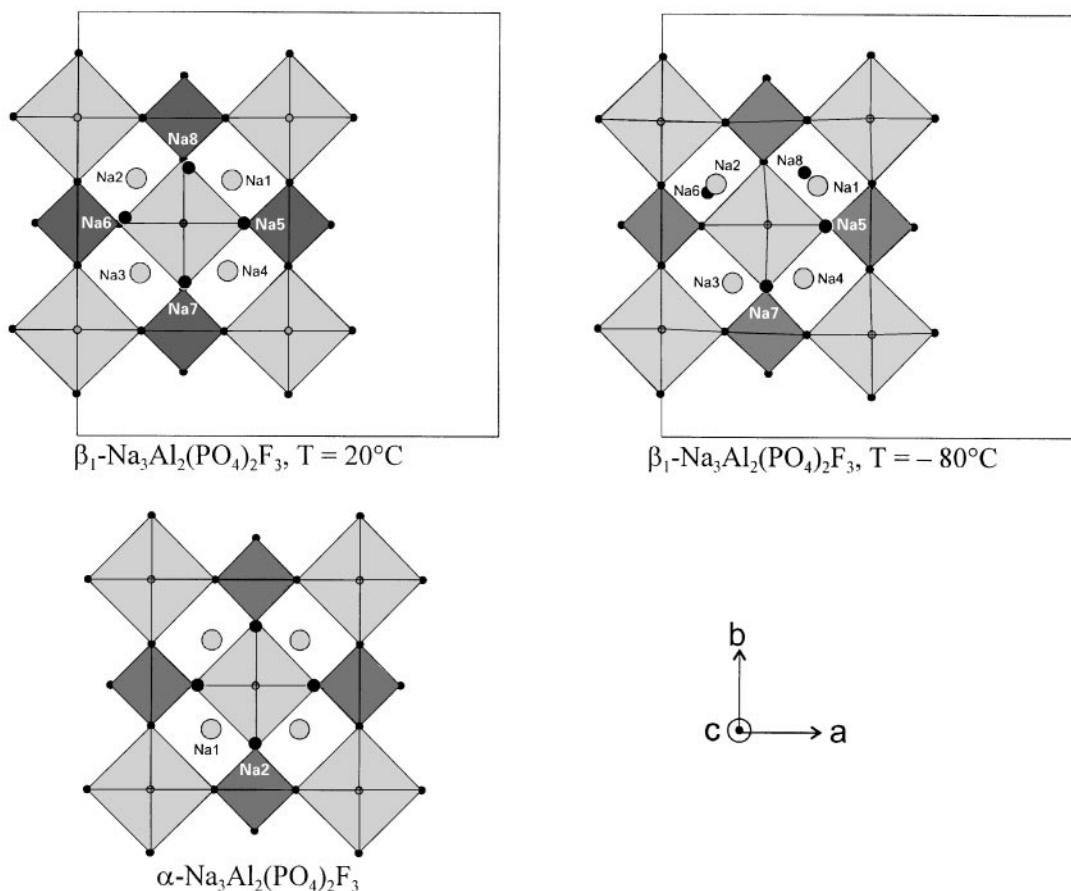 Na8
Na2
Na1
Na6
Na5
Na3
Na4
Na7
β₁-Na₃Al₂(PO₄)₂F₃, T = 20°C
Na2
Na8
Na6
Na1
Na5
Na3
Na4
Na7
β₁-Na₃Al₂(PO₄)₂F₃, T = – 80°C
Na1
Na2
α-Na₃Al₂(PO₄)₂F₃
b
c
a